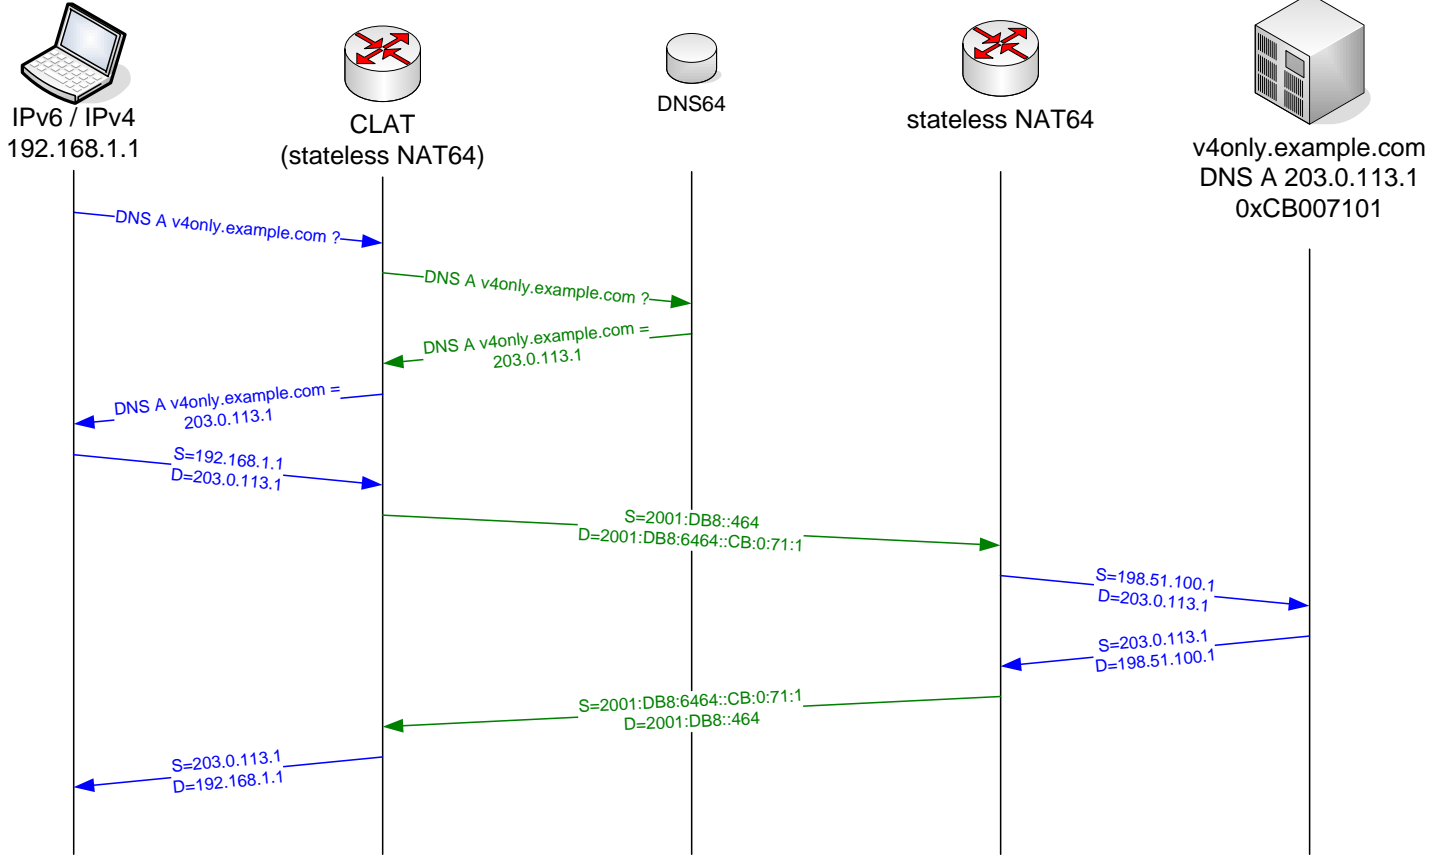 IPv6 / IPv4
192.168.1.1
CLAT
(stateless NAT64)
DNS64
stateless NAT64
v4only.example.com
DNS A 203.0.113.1
0xCB007101
DNS A v4only.example.com ?
DNS A v4only.example.com ?
DNS A v4only.example.com =
203.0.113.1
DNS A v4only.example.com =
203.0.113.1
S=192.168.1.1
D=203.0.113.1
S=2001:DB8::464
D=2001:DB8:6464::CB:0:71:1
S=198.51.100.1
D=203.0.113.1
S=203.0.113.1
D=198.51.100.1
S=2001:DB8:6464::CB:0:71:1
D=2001:DB8::464
S=203.0.113.1
D=192.168.1.1